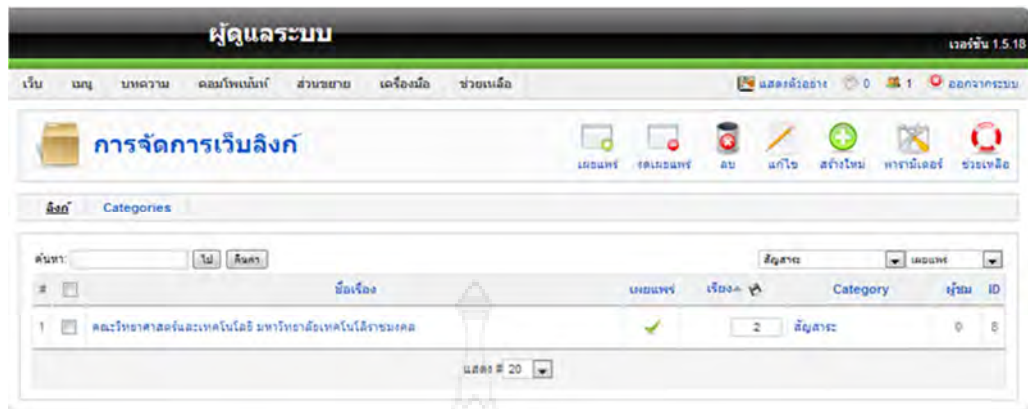 ผู้ดูแลระบบ
เวอร์ชั่น 1.5.18
เว็บ เมนู บทความ คอมโพเน้นท์ ส่วนขยาย เครื่องมือ ช่วยเหลือ แสดงตัวอย่าง 0 1 ออกจากระบบ
การจัดการเว็บลิงก์ เผยแพร่ งดเผยแพร่ ลบ แก้ไข สร้างใหม่ พารามิเตอร์ ช่วยเหลือ
ลิงก์ Categories
ค้นหา: ไป คืนค่า สัญสาระ เผยแพร่
# ชื่อเรื่อง เผยแพร่ เรียง Category ผู้ชม ID
1 คณะวิทยาศาสตร์และเทคโนโลยี มหาวิทยาลัยเทคโนโลีราชมงคล 2 สัญสาระ 0 8
แสดง # 20